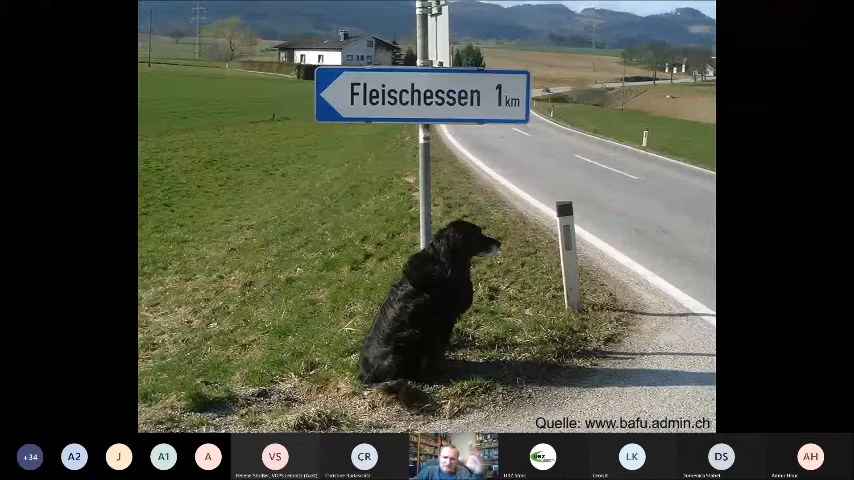 Fleischessen 1km
Quelle: www.bafu.admin.ch
+34
A2
J
A1
A
VS
CR
LK
DS
AH